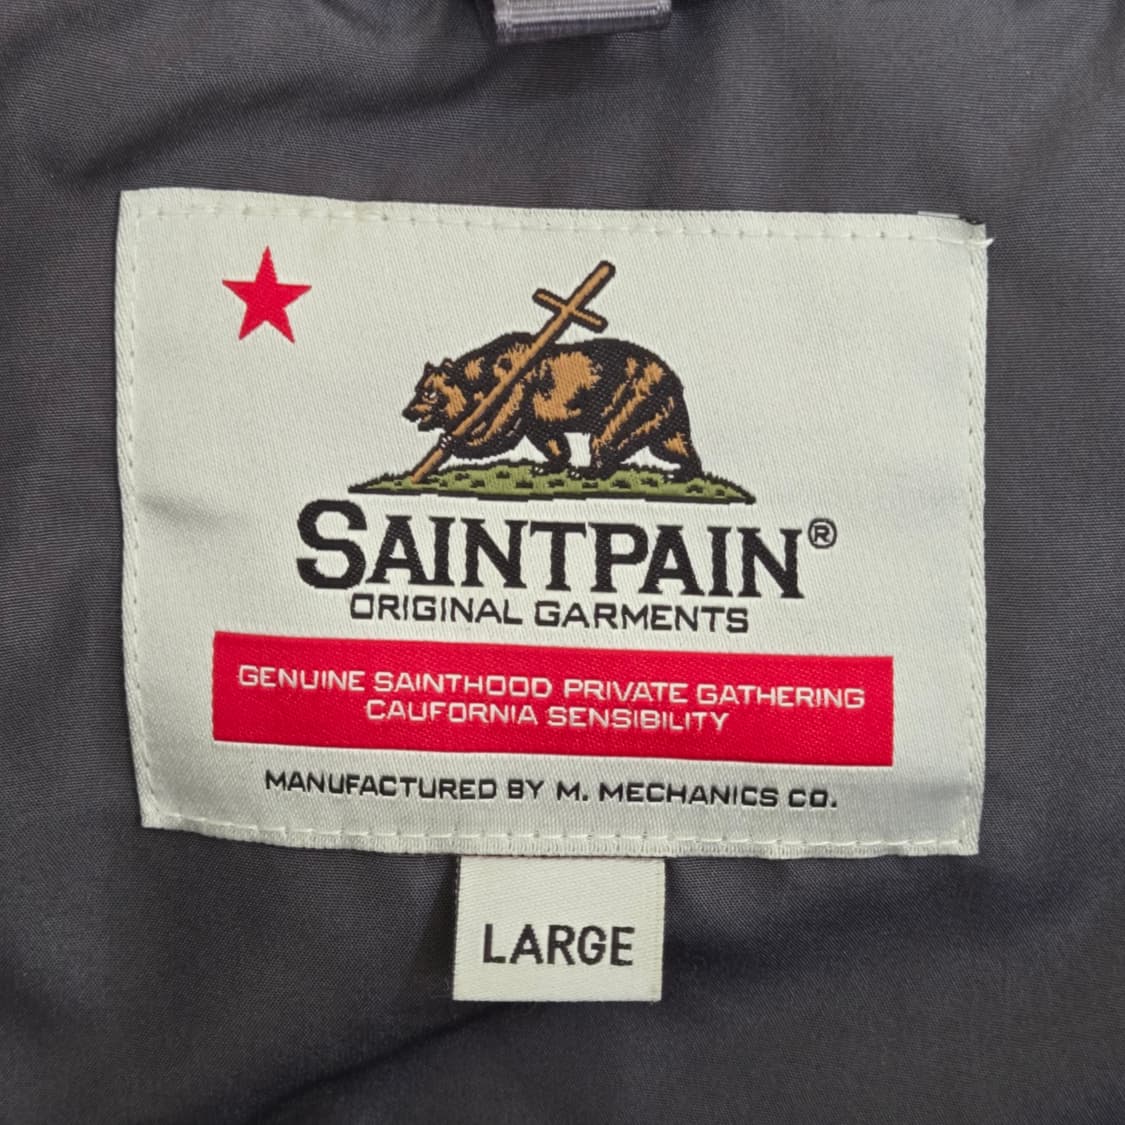 SAINTPAIN®
ORIGINAL GARMENTS
GENUINE SAINTHOOD PRIVATE GATHERING
CALIFORNIA SENSIBILITY
MANUFACTURED BY M. MECHANICS CO.
LARGE